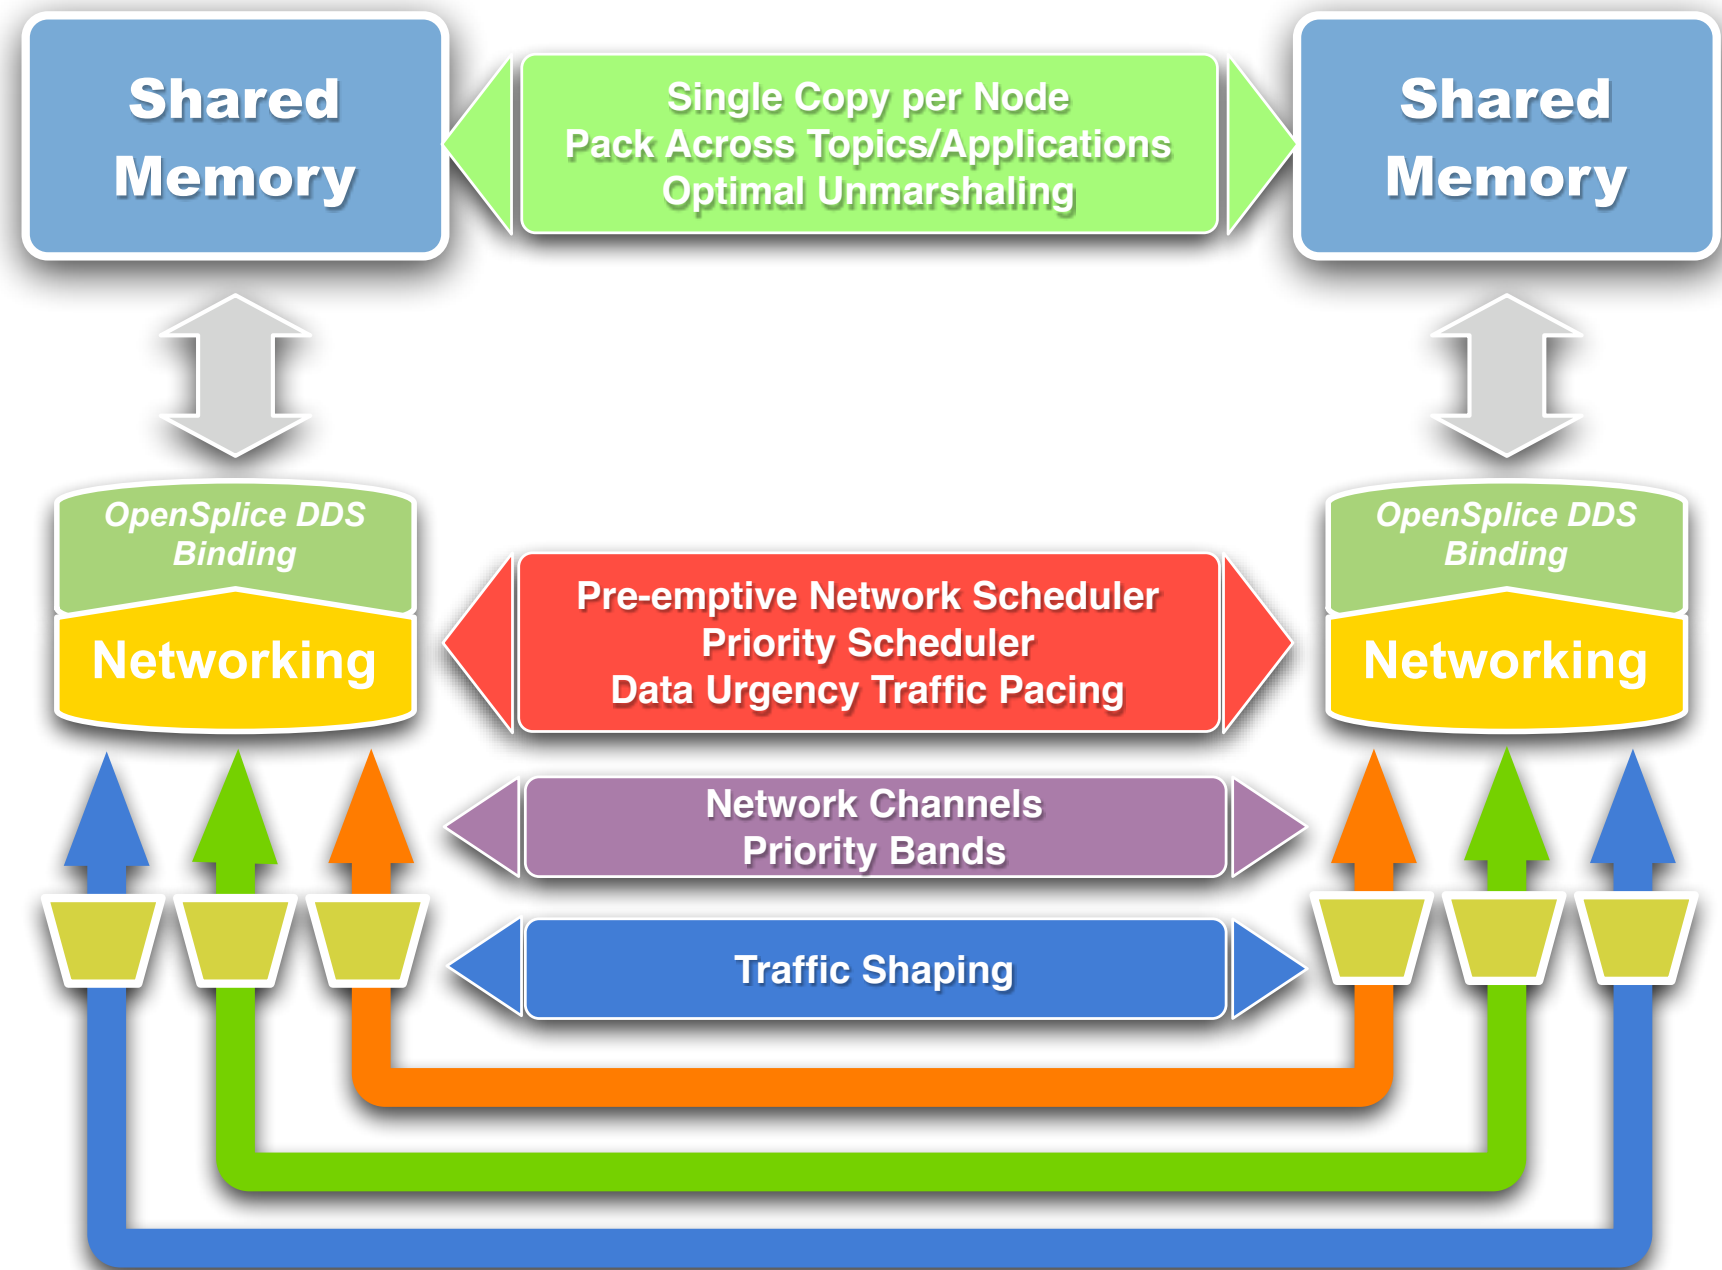 Shared
Memory
Single Copy per Node
Pack Across Topics/Applications
Optimal Unmarshaling
Shared
Memory
OpenSplice DDS
Binding
Networking
Pre-emptive Network Scheduler
Priority Scheduler
Data Urgency Traffic Pacing
OpenSplice DDS
Binding
Networking
Network Channels
Priority Bands
Traffic Shaping